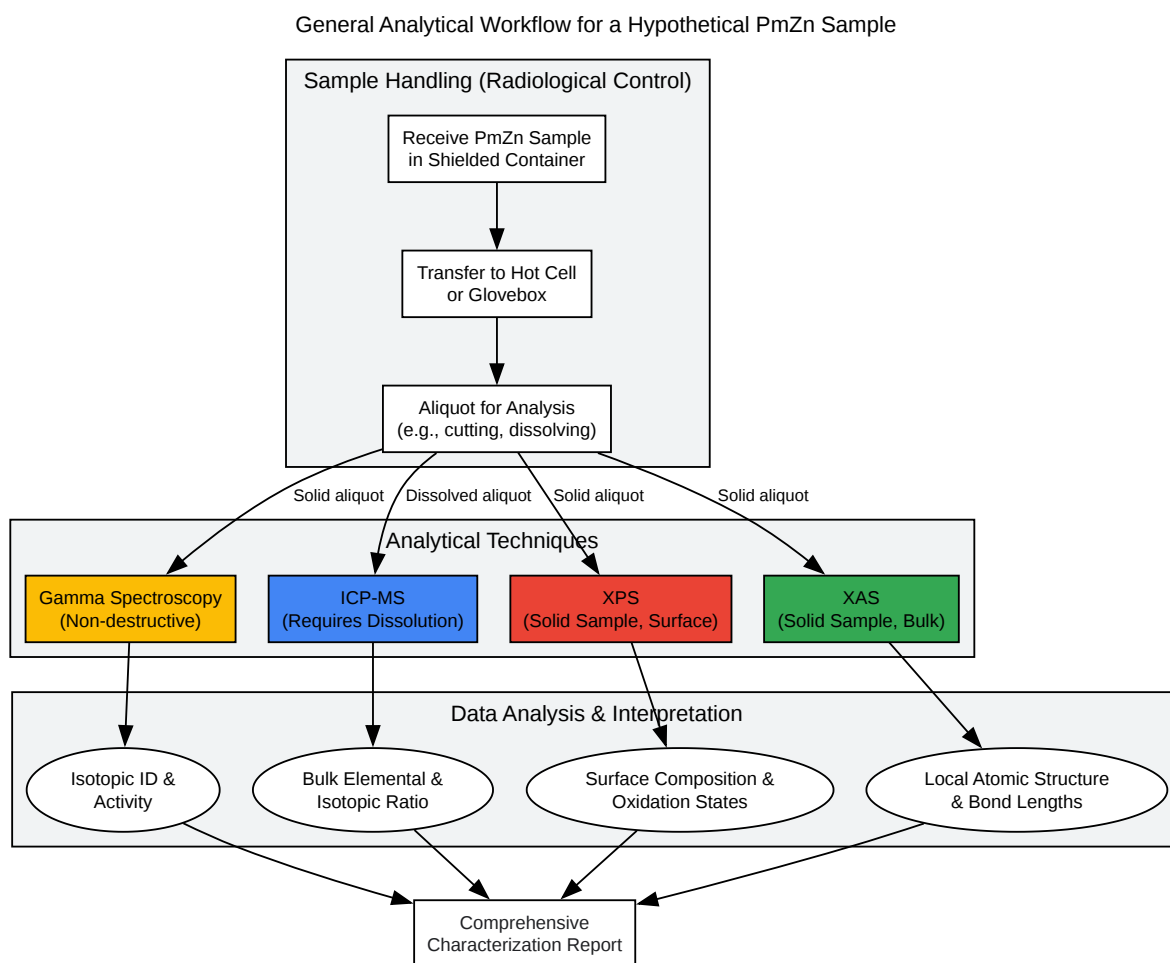 General Analytical Workflow for a Hypothetical PmZn Sample
Sample Handling (Radiological Control)
Receive PmZn Sample
in Shielded Container
Transfer to Hot Cell
or Glovebox
Aliquot for Analysis
(e.g., cutting, dissolving)
Solid aliquot
Dissolved aliquot
Solid aliquot
Solid aliquot
Analytical Techniques
Gamma Spectroscopy
(Non-destructive)
ICP-MS
(Requires Dissolution)
XPS
(Solid Sample, Surface)
XAS
(Solid Sample, Bulk)
Data Analysis & Interpretation
Isotopic ID &
Activity
Bulk Elemental &
Isotopic Ratio
Surface Composition &
Oxidation States
Local Atomic Structure
& Bond Lengths
Comprehensive
Characterization Report